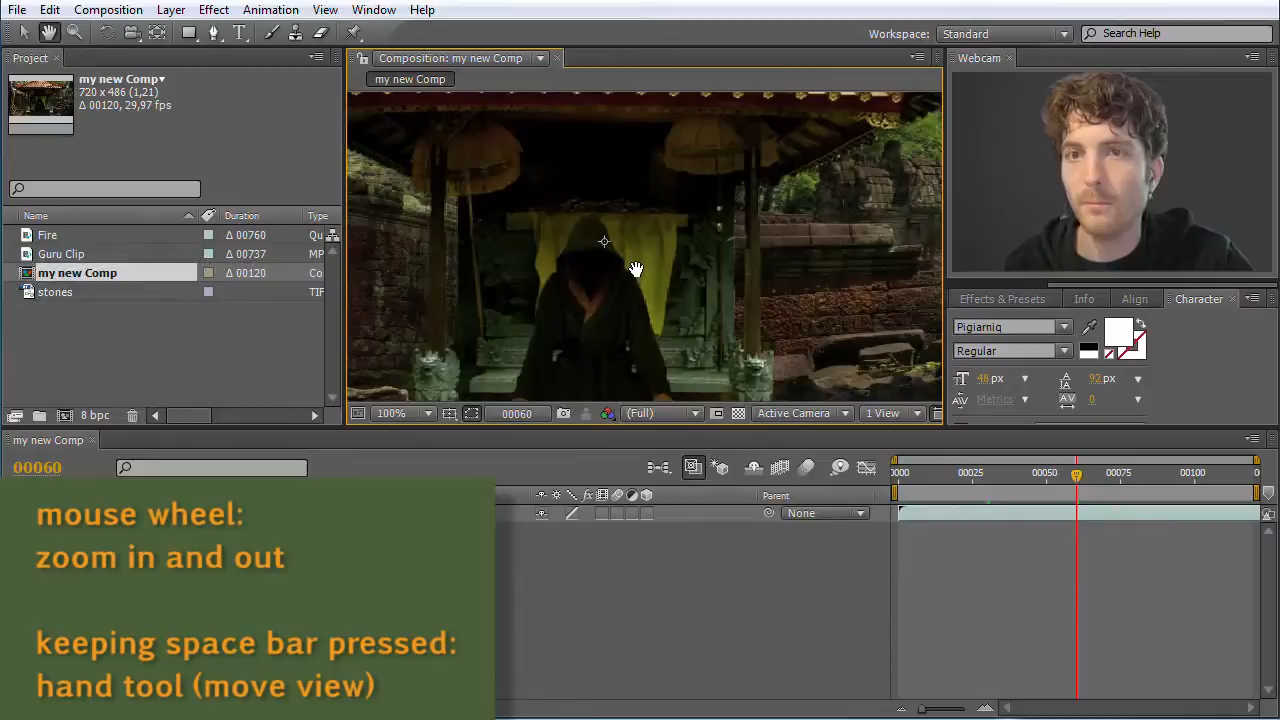 File Edit Composition Layer Effect Animation View Window Help
Workspace: Standard Search Help
Project
Composition: my new Comp
Webcam
my new Comp▾
720 x 486 (1,21)
Δ 00120, 29,97 fps
my new Comp
Name Duration Type
Fire Δ 00760 Qu
Guru Clip Δ 00737 MP
my new Comp Δ 00120 Co
stones TIF
Effects & Presets Info Align Character
Pigiarniq
Regular
48 px 92 px
Metrics 0
8 bpc
100% 00060 (Full) Active Camera 1 View
my new Comp
00060
0000 00025 00050 00075 00100 0
fx Parent
None
mouse wheel:
zoom in and out
keeping space bar pressed:
hand tool (move view)